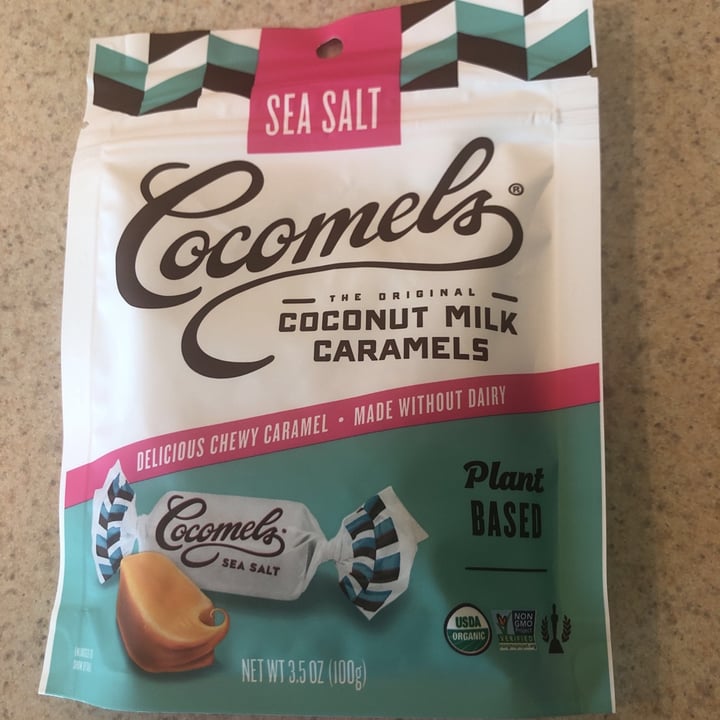 SEA SALT
Cocomels®
THE ORIGINAL
COCONUT MILK
CARAMELS
DELICIOUS CHEWY CARAMEL • MADE WITHOUT DAIRY
Plant
BASED
Cocomels
SEA SALT
USDA
ORGANIC
NON
GMO
Project
VERIFIED
NET WT 3.5 OZ (100g)